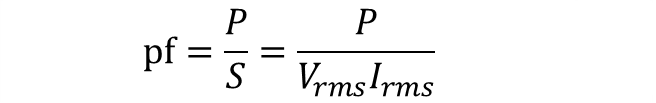 pf = P/S = P/(V_rms I_rms)